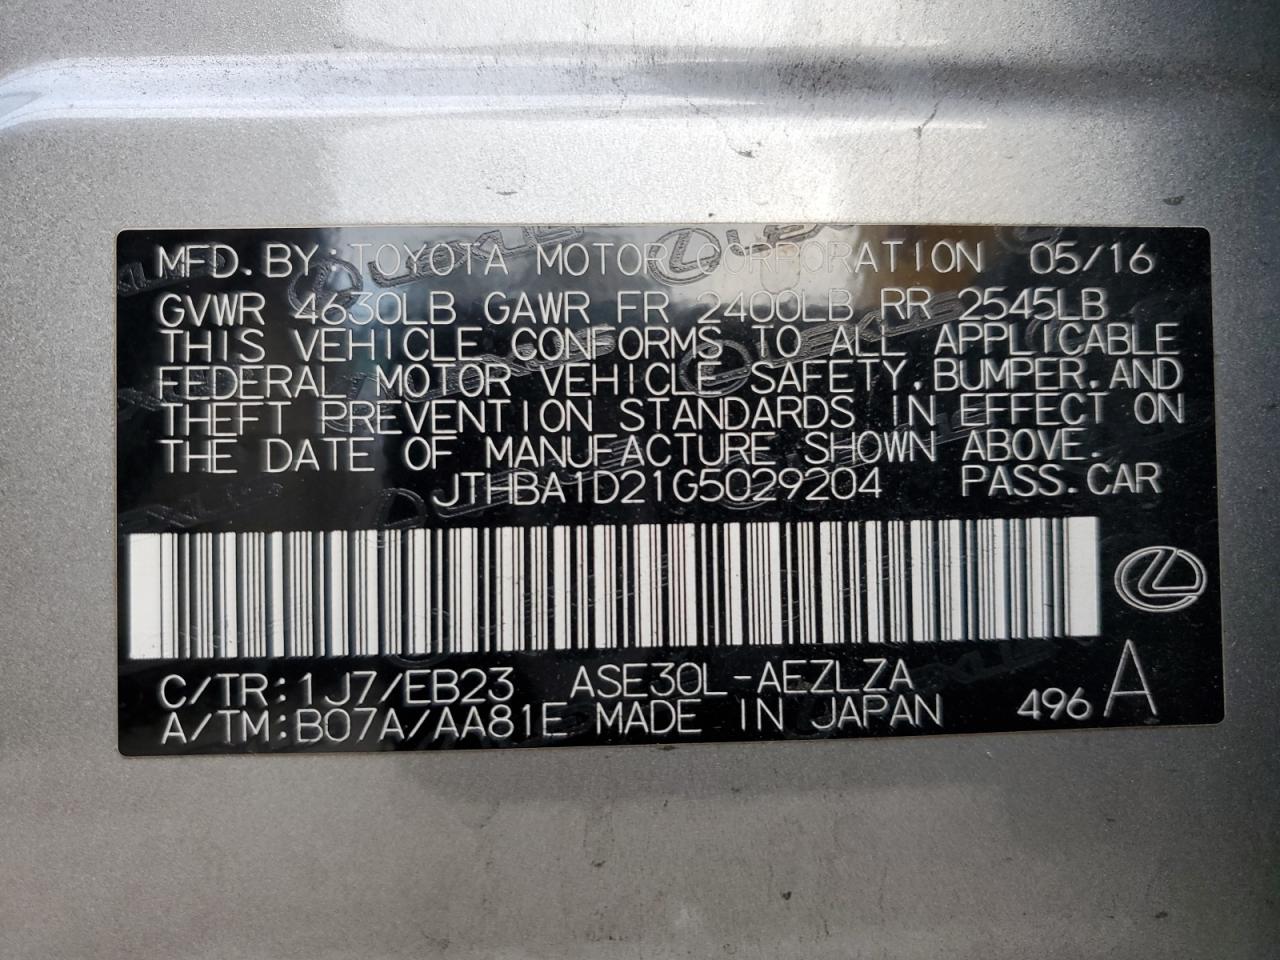 MFD.BY:TOYOTA MOTOR CORPORATION 05/16
GVWR 4630LB GAWR FR 2400LB RR 2545LB
THIS VEHICLE CONFORMS TO ALL APPLICABLE
FEDERAL MOTOR VEHICLE SAFETY,BUMPER,AND
THEFT PREVENTION STANDARDS IN EFFECT ON
THE DATE OF MANUFACTURE SHOWN ABOVE.
JTHBA1D21G5029204 PASS.CAR
C/TR:1J7/EB23 ASE30L-AEZLZA
A/TM:B07A/AA81E MADE IN JAPAN 496 A